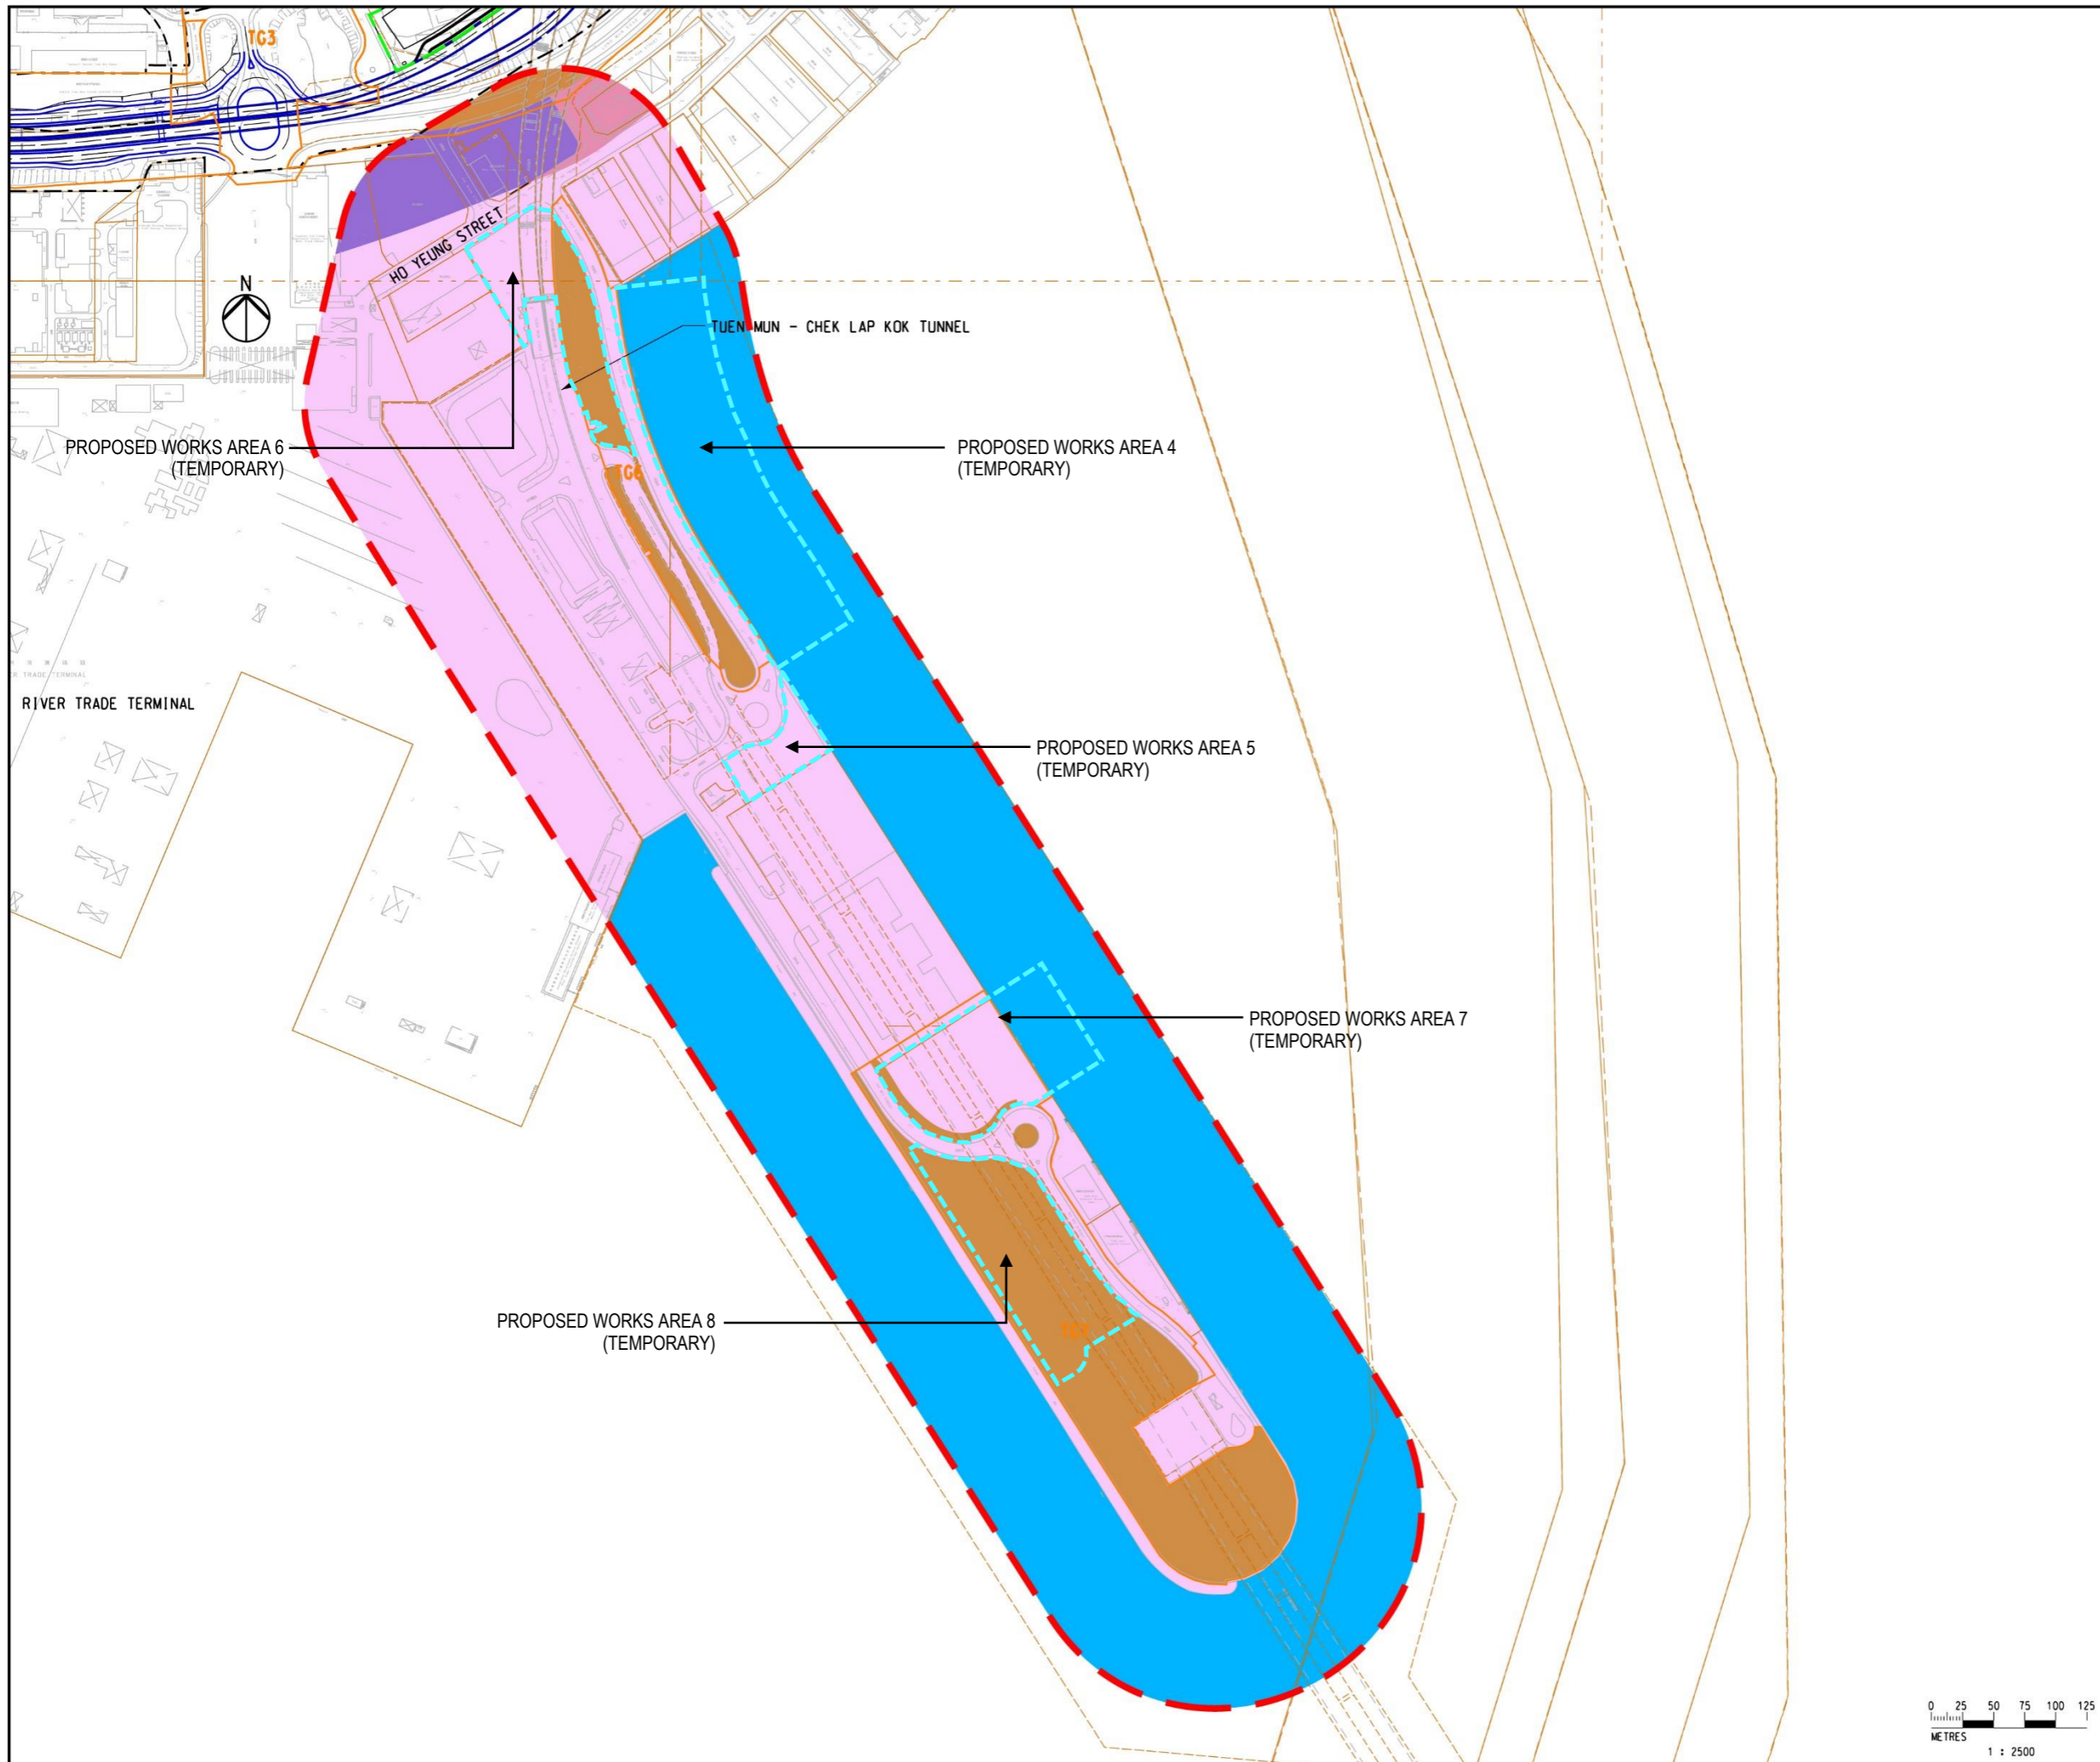 TG3
HO YEUNG STREET
N
TUEN MUN - CHEK LAP KOK TUNNEL
PROPOSED WORKS AREA 6
(TEMPORARY)
PROPOSED WORKS AREA 4
(TEMPORARY)
TG6
RIVER TRADE TERMINAL
PROPOSED WORKS AREA 5
(TEMPORARY)
PROPOSED WORKS AREA 7
(TEMPORARY)
PROPOSED WORKS AREA 8
(TEMPORARY)
0 25 50 75 100 125
METRES
1 : 2500